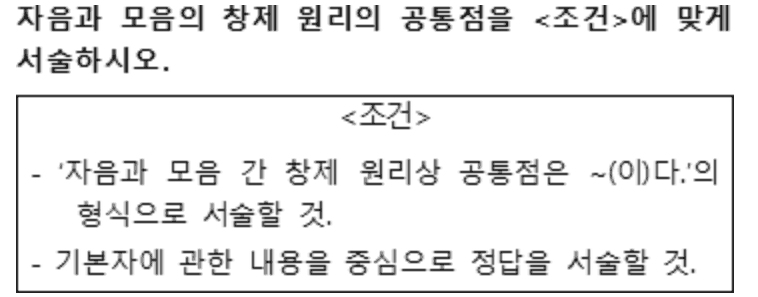 자음과 모음의 창제 원리의 공통점을 <조건>에 맞게
서술하시오.
<조건>
- '자음과 모음 간 창제 원리상 공통점은 ~(이)다.'의
형식으로 서술할 것.
- 기본자에 관한 내용을 중심으로 정답을 서술할 것.